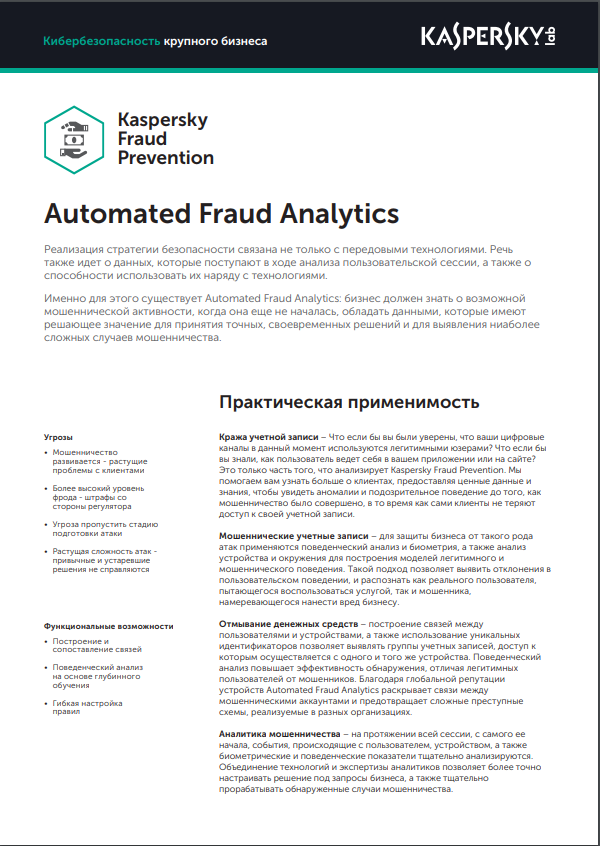 Кибербезопасность крупного бизнеса
KASPERSKY lab
Kaspersky
Fraud
Prevention
Automated Fraud Analytics
Реализация стратегии безопасности связана не только с передовыми технологиями. Речь
также идет о данных, которые поступают в ходе анализа пользовательской сессии, а также о
способности использовать их наряду с технологиями.
Именно для этого существует Automated Fraud Analytics: бизнес должен знать о возможной
мошеннической активности, когда она еще не началась, обладать данными, которые имеют
решающее значение для принятия точных, своевременных решений и для выявления ниаболее
сложных случаев мошенничества.
Практическая применимость
Угрозы
• Мошенничество
развивается - растущие
проблемы с клиентами
• Более высокий уровень
фрода - штрафы со
стороны регулятора
• Угроза пропустить стадию
подготовки атаки
• Растущая сложность атак -
привычные и устаревшие
решения не справляются
Функциональные возможности
• Построение и
сопоставление связей
• Поведенческий анализ
на основе глубинного
обучения
• Гибкая настройка
правил
Кража учетной записи – Что если бы вы были уверены, что ваши цифровые
каналы в данный момент используются легитимными юзерами? Что если бы
вы знали, как пользователь ведет себя в вашем приложении или на сайте?
Это только часть того, что анализирует Kaspersky Fraud Prevention. Мы
помогаем вам узнать больше о клиентах, предоставляя ценные данные и
знания, чтобы увидеть аномалии и подозрительное поведение до того, как
мошенничество было совершено, в то время как сами клиенты не теряют
доступ к своей учетной записи.
Мошеннические учетные записи – для защиты бизнеса от такого рода
атак применяются поведенческий анализ и биометрия, а также анализ
устройства и окружения для построения моделей легитимного и
мошеннического поведения. Такой подход позволяет выявить отклонения в
пользовательском поведении, и распознать как реального пользователя,
пытающегося воспользоваться услугой, так и мошенника,
намеревающегося нанести вред бизнесу.
Отмывание денежных средств – построение связей между
пользователями и устройствами, а также использование уникальных
идентификаторов позволяет выявлять группы учетных записей, доступ к
которым осуществляется с одного и того же устройства. Поведенческий
анализ повышает эффективность обнаружения, отличая легитимных
пользователей от мошенников. Благодаря глобальной репутации
устройств Automated Fraud Analytics раскрывает связи между
мошенническими аккаунтами и предотвращает сложные преступные
схемы, реализуемые в разных организациях.
Аналитика мошенничества – на протяжении всей сессии, с самого ее
начала, события, происходящие с пользователем, устройством, а также
биометрические и поведенческие показатели тщательно анализируются.
Объединение технологий и экспертизы аналитиков позволяет более точно
настраивать решение под запросы бизнеса, а также тщательно
прорабатывать обнаруженные случаи мошенничества.